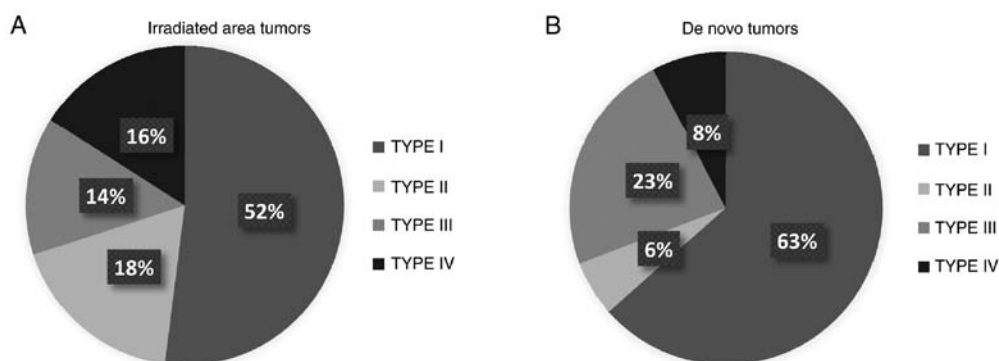 A
Irradiated area tumors
16%
14%
52%
18%
TYPE I
TYPE II
TYPE III
TYPE IV
B
De novo tumors
8%
23%
6%
63%
TYPE I
TYPE II
TYPE III
TYPE IV